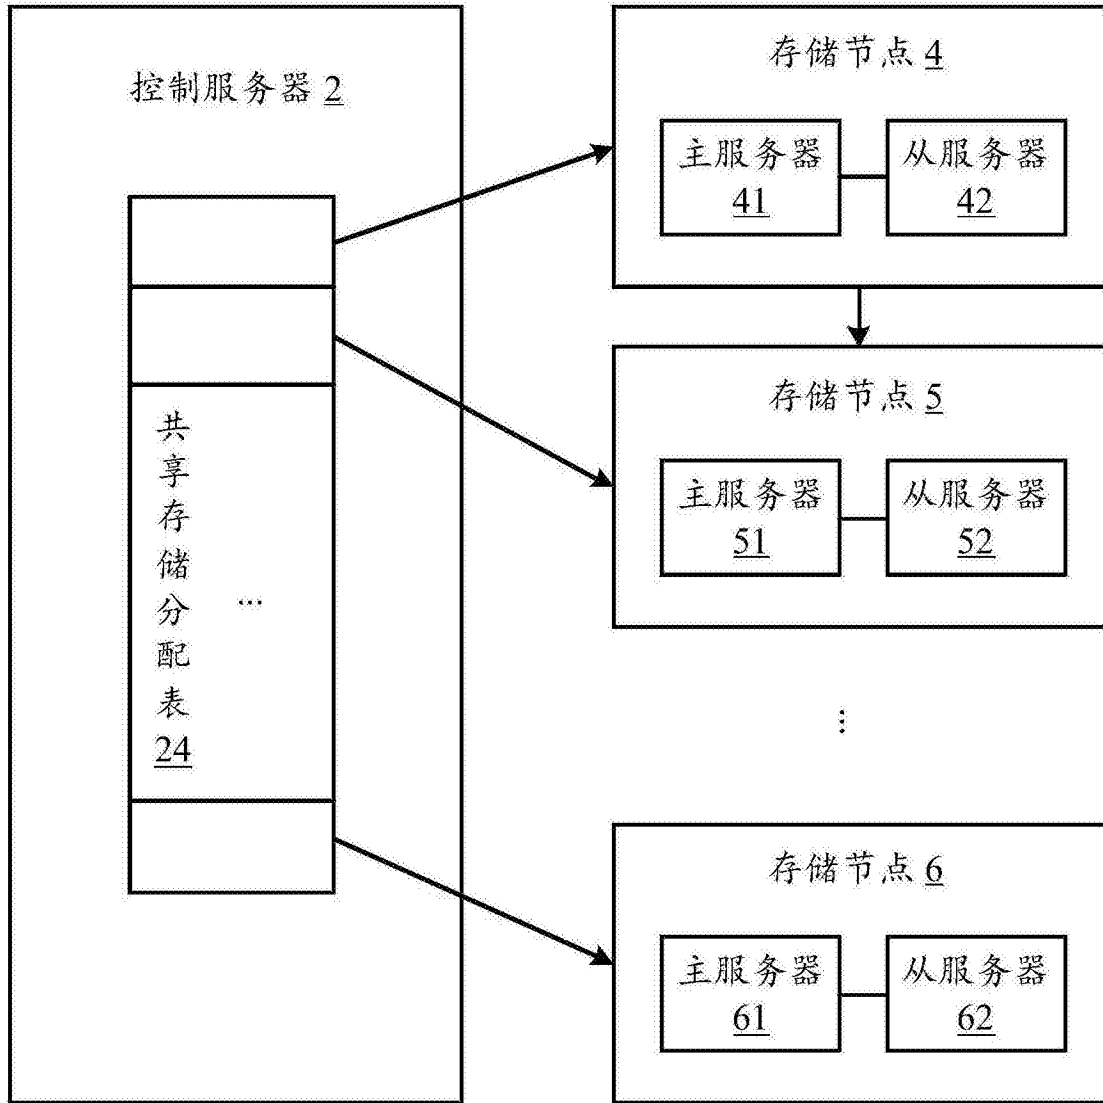 控制服务器 2
共享存储分配表 24
...
存储节点 4
主服务器
41
从服务器
42
存储节点 5
主服务器
51
从服务器
52
...
存储节点 6
主服务器
61
从服务器
62